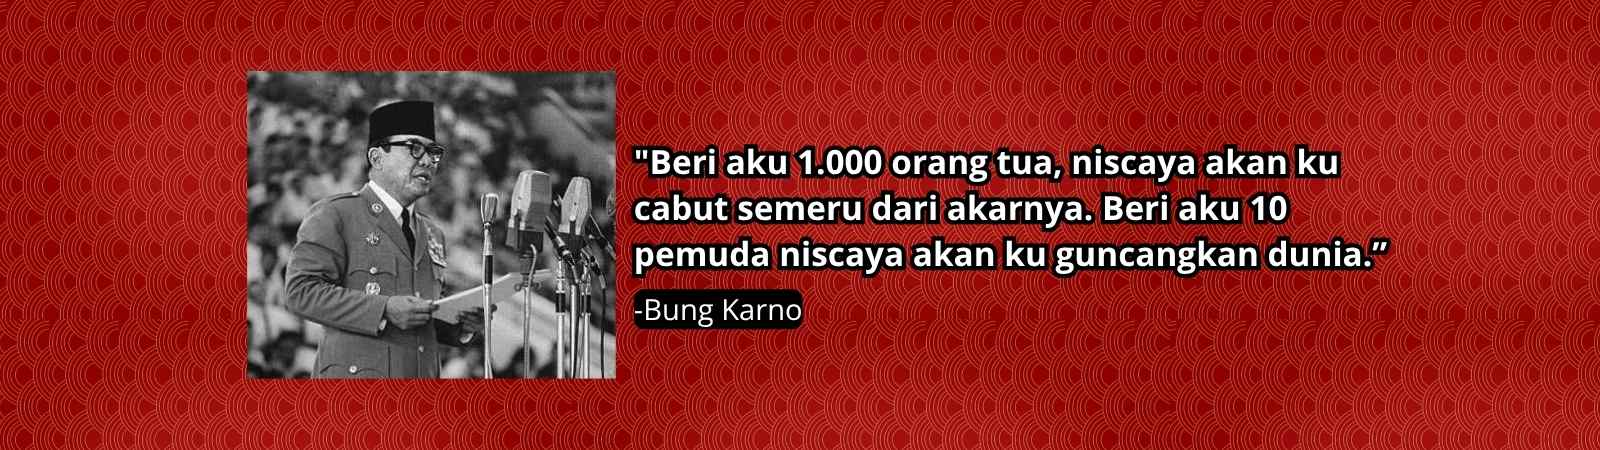 "Beri aku 1.000 orang tua, niscaya akan ku
cabut semeru dari akarnya. Beri aku 10
pemuda niscaya akan ku guncangkan dunia.”
-Bung Karno